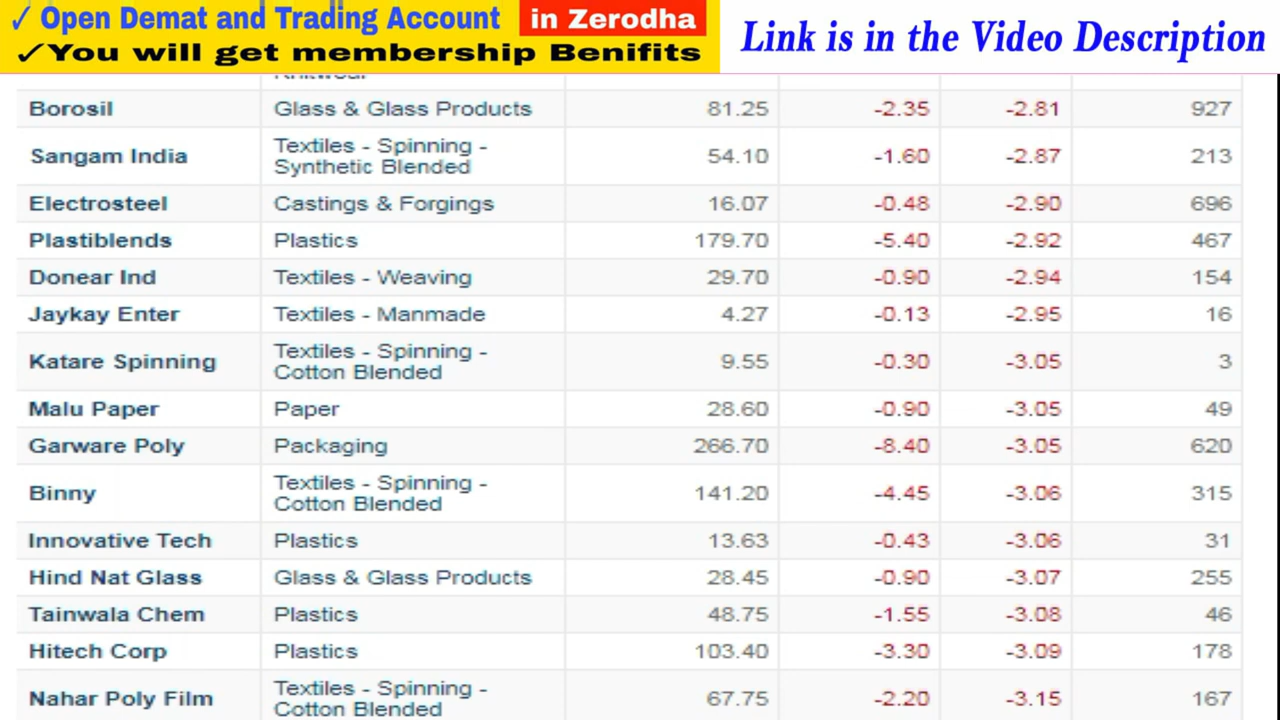 ✓ Open Demat and Trading Account in Zerodha
✓You will get membership Benifits
Link is in the Video Description
Borosil Glass & Glass Products 81.25 -2.35 -2.81 927
Sangam India Textiles - Spinning - Synthetic Blended 54.10 -1.60 -2.87 213
Electrosteel Castings & Forgings 16.07 -0.48 -2.90 696
Plastiblends Plastics 179.70 -5.40 -2.92 467
Donear Ind Textiles - Weaving 29.70 -0.90 -2.94 154
Jaykay Enter Textiles - Manmade 4.27 -0.13 -2.95 16
Katare Spinning Textiles - Spinning - Cotton Blended 9.55 -0.30 -3.05 3
Malu Paper Paper 28.60 -0.90 -3.05 49
Garware Poly Packaging 266.70 -8.40 -3.05 620
Binny Textiles - Spinning - Cotton Blended 141.20 -4.45 -3.06 315
Innovative Tech Plastics 13.63 -0.43 -3.06 31
Hind Nat Glass Glass & Glass Products 28.45 -0.90 -3.07 255
Tainwala Chem Plastics 48.75 -1.55 -3.08 46
Hitech Corp Plastics 103.40 -3.30 -3.09 178
Nahar Poly Film Textiles - Spinning - Cotton Blended 67.75 -2.20 -3.15 167